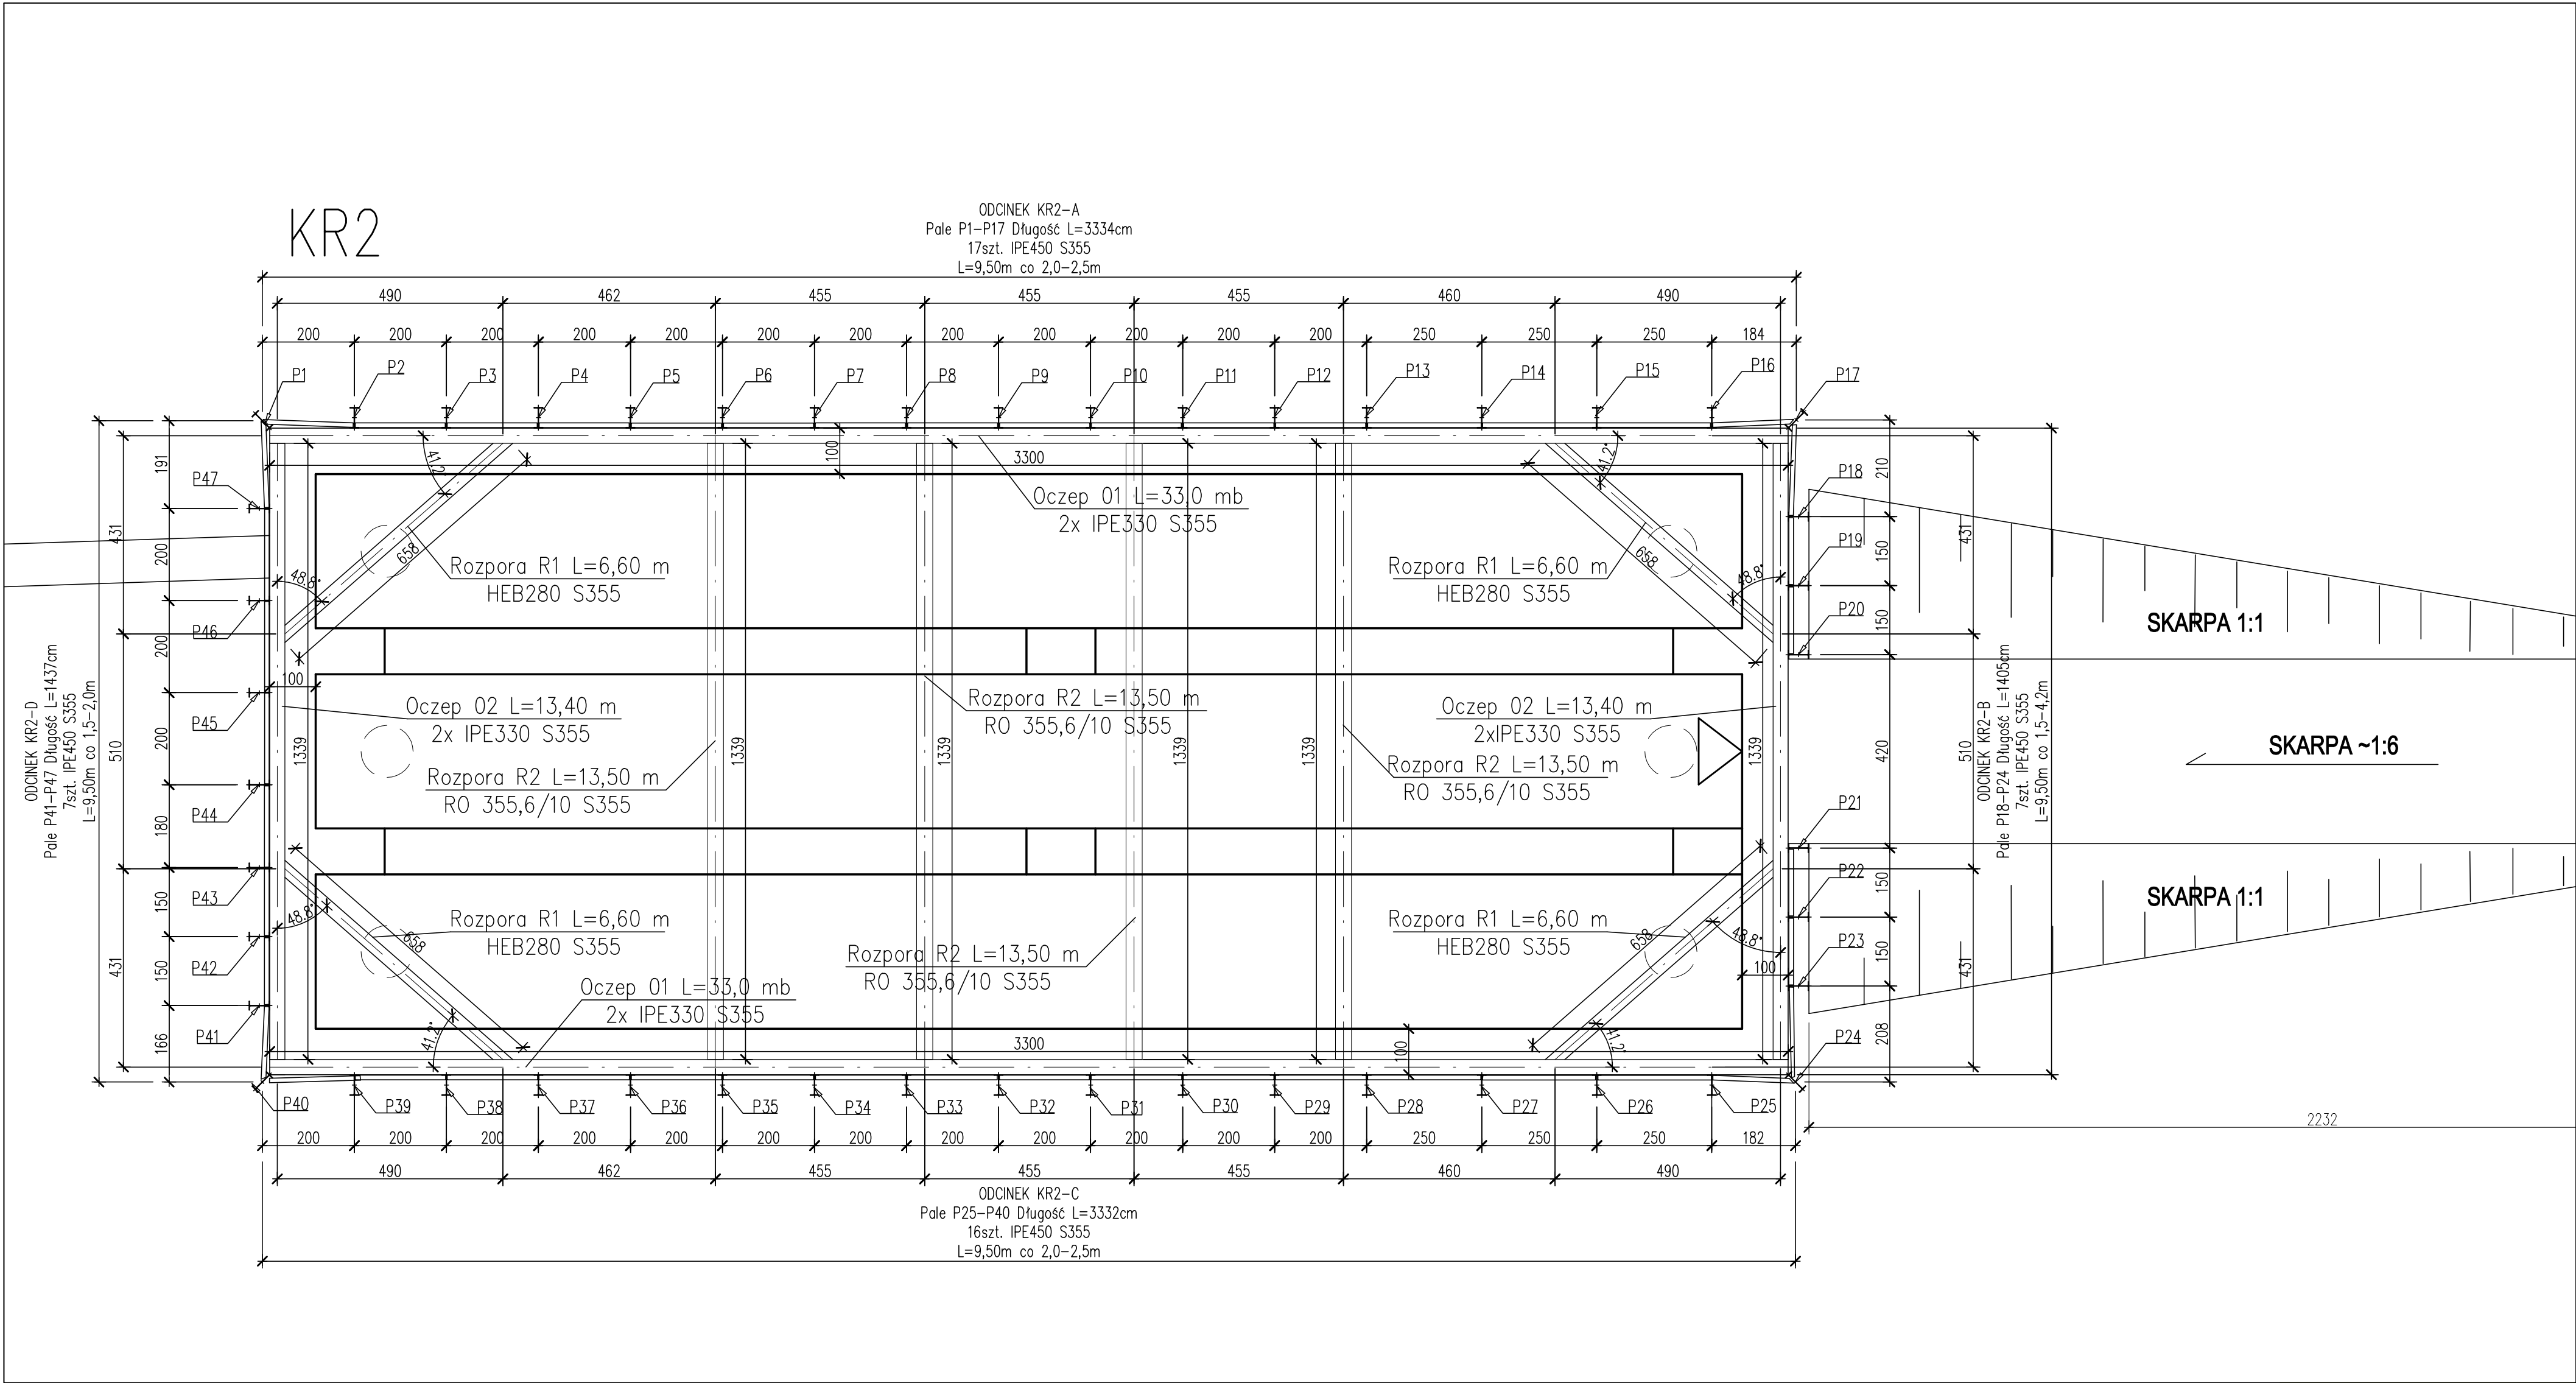 KR2
ODCINEK KR2-A
Pale P1-P17 Długość L=3334cm
17szt. IPE450 S355
L=9,50m co 2,0-2,5m
490 462 455 455 455 460 490
200 200 200 200 200 200 200 200 200 200 200 200 250 250 250 184
P1 P2 P3 P4 P5 P6 P7 P8 P9 P10 P11 P12 P13 P14 P15 P16 P17
ODCINEK KR2-D
Pale P41-P47 Długość L=1437cm
7szt. IPE450 S355
L=9,50m co 1,5-2,0m
431
510
431
191
200
200
200
180
150
150
166
P47
P46
P45
P44
P43
P42
P41
41.2°
48.8°
658
Rozpora R1 L=6,60 m
HEB280 S355
100
3300
Oczep 01 L=33,0 mb
2x IPE330 S355
Rozpora R1 L=6,60 m
HEB280 S355
41.2°
48.8°
658
100
Oczep 02 L=13,40 m
2x IPE330 S355
Rozpora R2 L=13,50 m
RO 355,6/10 S355
Rozpora R2 L=13,50 m
RO 355,6/10 S355
Oczep 02 L=13,40 m
2xIPE330 S355
Rozpora R2 L=13,50 m
RO 355,6/10 S355
1339 1339 1339 1339 1339 1339
48.8°
658
41.2°
Rozpora R1 L=6,60 m
HEB280 S355
Rozpora R2 L=13,50 m
RO 355,6/10 S355
Rozpora R1 L=6,60 m
HEB280 S355
658
48.8°
41.2°
100
Oczep 01 L=33,0 mb
2x IPE330 S355
3300
100
P18
P19
P20
P21
P22
P23
P24
210
150
150
420
150
150
208
431
510
431
ODCINEK KR2-B
Pale P18-P24 Długość L=1405cm
7szt. IPE450 S355
L=9,50m co 1,5-4,2m
SKARPA 1:1
SKARPA ~1:6
SKARPA 1:1
2232
P40 P39 P38 P37 P36 P35 P34 P33 P32 P31 P30 P29 P28 P27 P26 P25
200 200 200 200 200 200 200 200 200 200 200 200 250 250 250 182
490 462 455 455 455 460 490
ODCINEK KR2-C
Pale P25-P40 Długość L=3332cm
16szt. IPE450 S355
L=9,50m co 2,0-2,5m